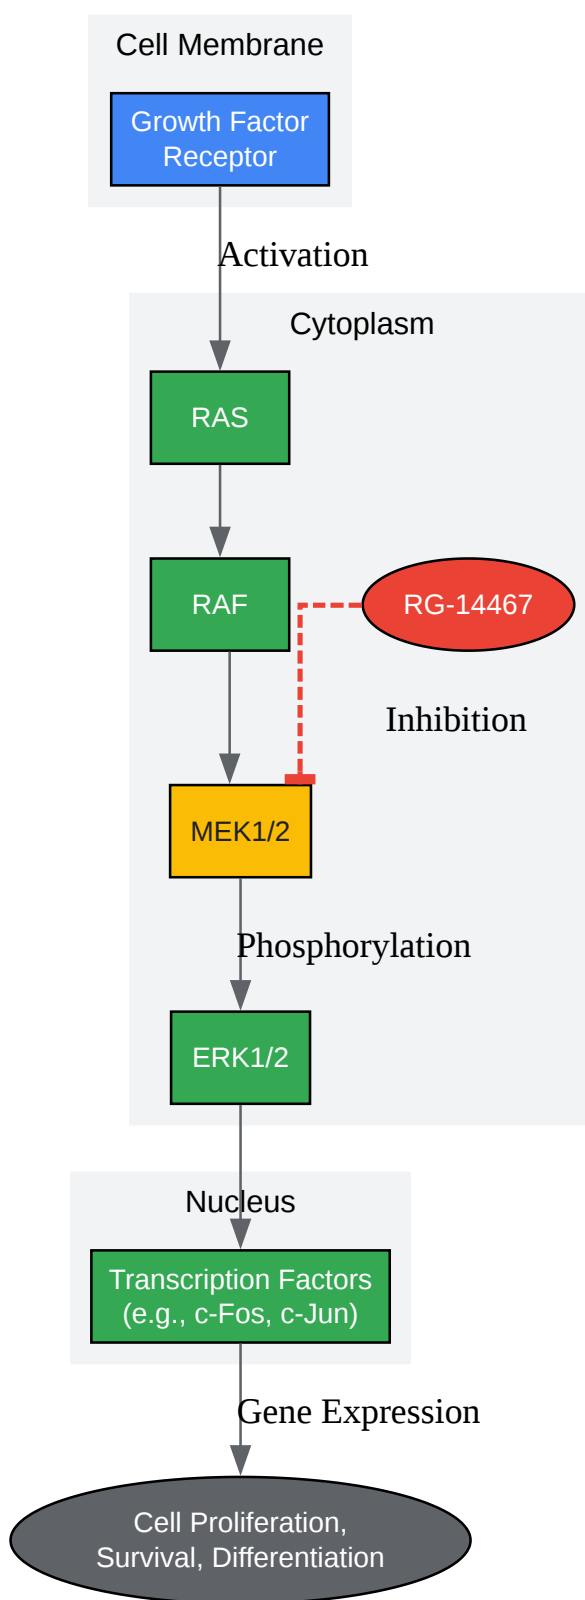 Cell Membrane
Growth Factor
Receptor
Activation
Cytoplasm
RAS
RAF
RG-14467
Inhibition
MEK1/2
Phosphorylation
ERK1/2
Nucleus
Transcription Factors
(e.g., c-Fos, c-Jun)
Gene Expression
Cell Proliferation,
Survival, Differentiation